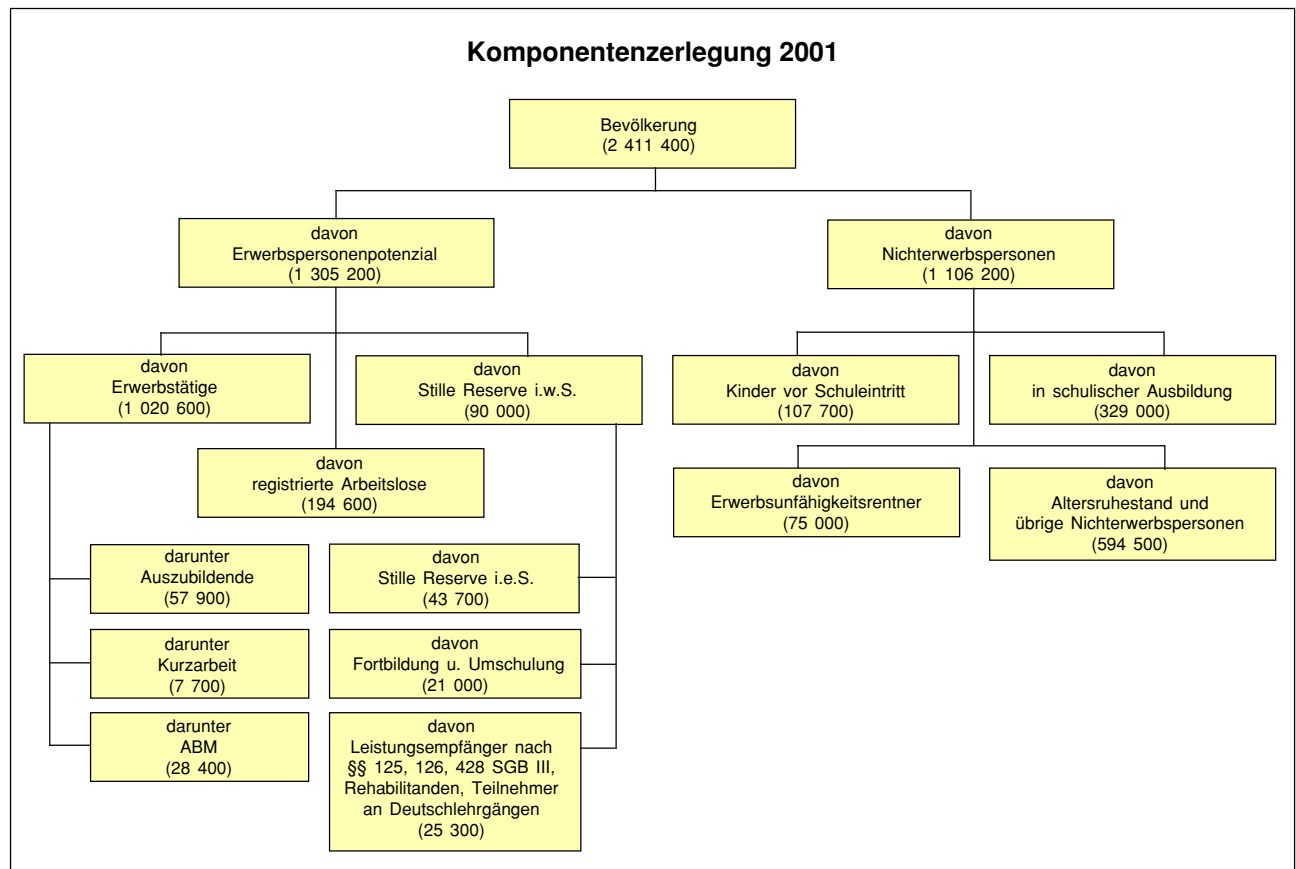 Komponentenzerlegung 2001
Bevölkerung
(2 411 400)
davon
Erwerbspersonenpotenzial
(1 305 200)
davon
Nichterwerbspersonen
(1 106 200)
davon
Erwerbstätige
(1 020 600)
davon
Stille Reserve i.w.S.
(90 000)
davon
Kinder vor Schuleintritt
(107 700)
davon
in schulischer Ausbildung
(329 000)
davon
registrierte Arbeitslose
(194 600)
davon
Erwerbsunfähigkeitsrentner
(75 000)
davon
Altersruhestand und
übrige Nichterwerbspersonen
(594 500)
darunter
Auszubildende
(57 900)
davon
Stille Reserve i.e.S.
(43 700)
darunter
Kurzarbeit
(7 700)
davon
Fortbildung u. Umschulung
(21 000)
darunter
ABM
(28 400)
davon
Leistungsempfänger nach
§§ 125, 126, 428 SGB III,
Rehabilitanden, Teilnehmer
an Deutschlehrgängen
(25 300)